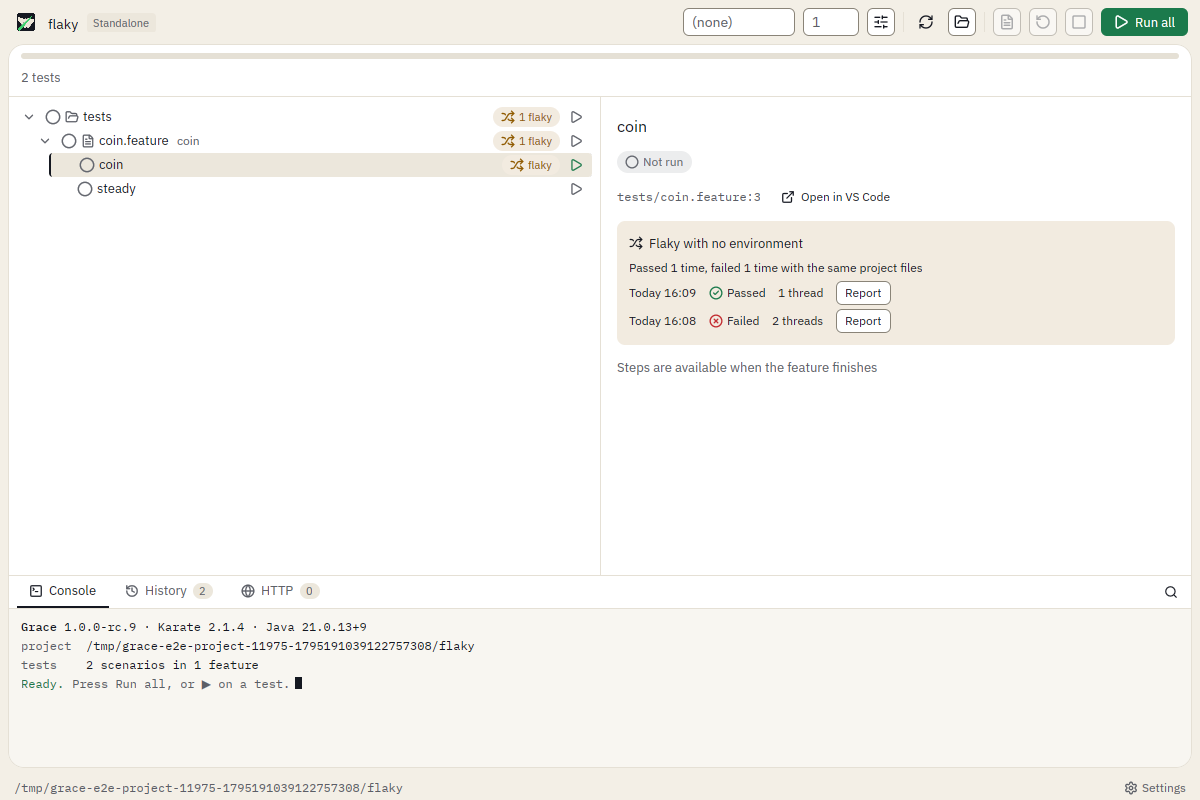 flaky Standalone (none) 1 Run all
2 tests
tests 1 flaky
coin.feature coin 1 flaky
coin flaky
steady
coin
Not run
tests/coin.feature:3 Open in VS Code
Flaky with no environment
Passed 1 time, failed 1 time with the same project files
Today 16:09 Passed 1 thread Report
Today 16:08 Failed 2 threads Report
Steps are available when the feature finishes
Console History 2 HTTP 0
Grace 1.0.0-rc.9 · Karate 2.1.4 · Java 21.0.13+9
project /tmp/grace-e2e-project-11975-1795191039122757308/flaky
tests 2 scenarios in 1 feature
Ready. Press Run all, or ▶ on a test.
/tmp/grace-e2e-project-11975-1795191039122757308/flaky Settings